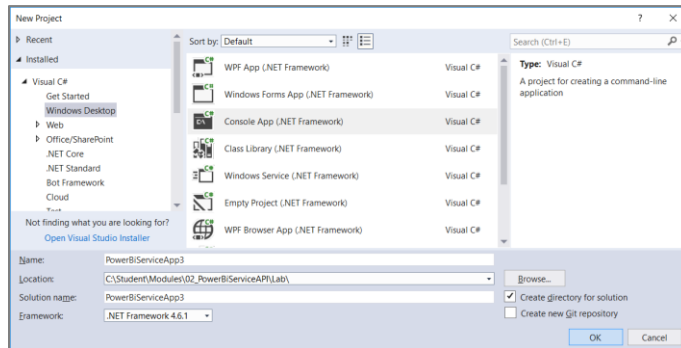 New Project
? X
Recent
Installed
Visual C#
Get Started
Windows Desktop
Web
Office/SharePoint
.NET Core
.NET Standard
Bot Framework
Cloud
Test
Not finding what you are looking for?
Open Visual Studio Installer
Sort by: Default
WPF App (.NET Framework) Visual C#
Windows Forms App (.NET Framework) Visual C#
Console App (.NET Framework) Visual C#
Class Library (.NET Framework) Visual C#
Windows Service (.NET Framework) Visual C#
Empty Project (.NET Framework) Visual C#
WPF Browser App (.NET Framework) Visual C#
Search (Ctrl+E)
Type: Visual C#
A project for creating a command-line
application
Name: PowerBiServiceApp3
Location: C:\Student\Modules\02_PowerBiServiceAPI\Lab\
Browse...
Solution name: PowerBiServiceApp3
Create directory for solution
Framework: .NET Framework 4.6.1
Create new Git repository
OK Cancel